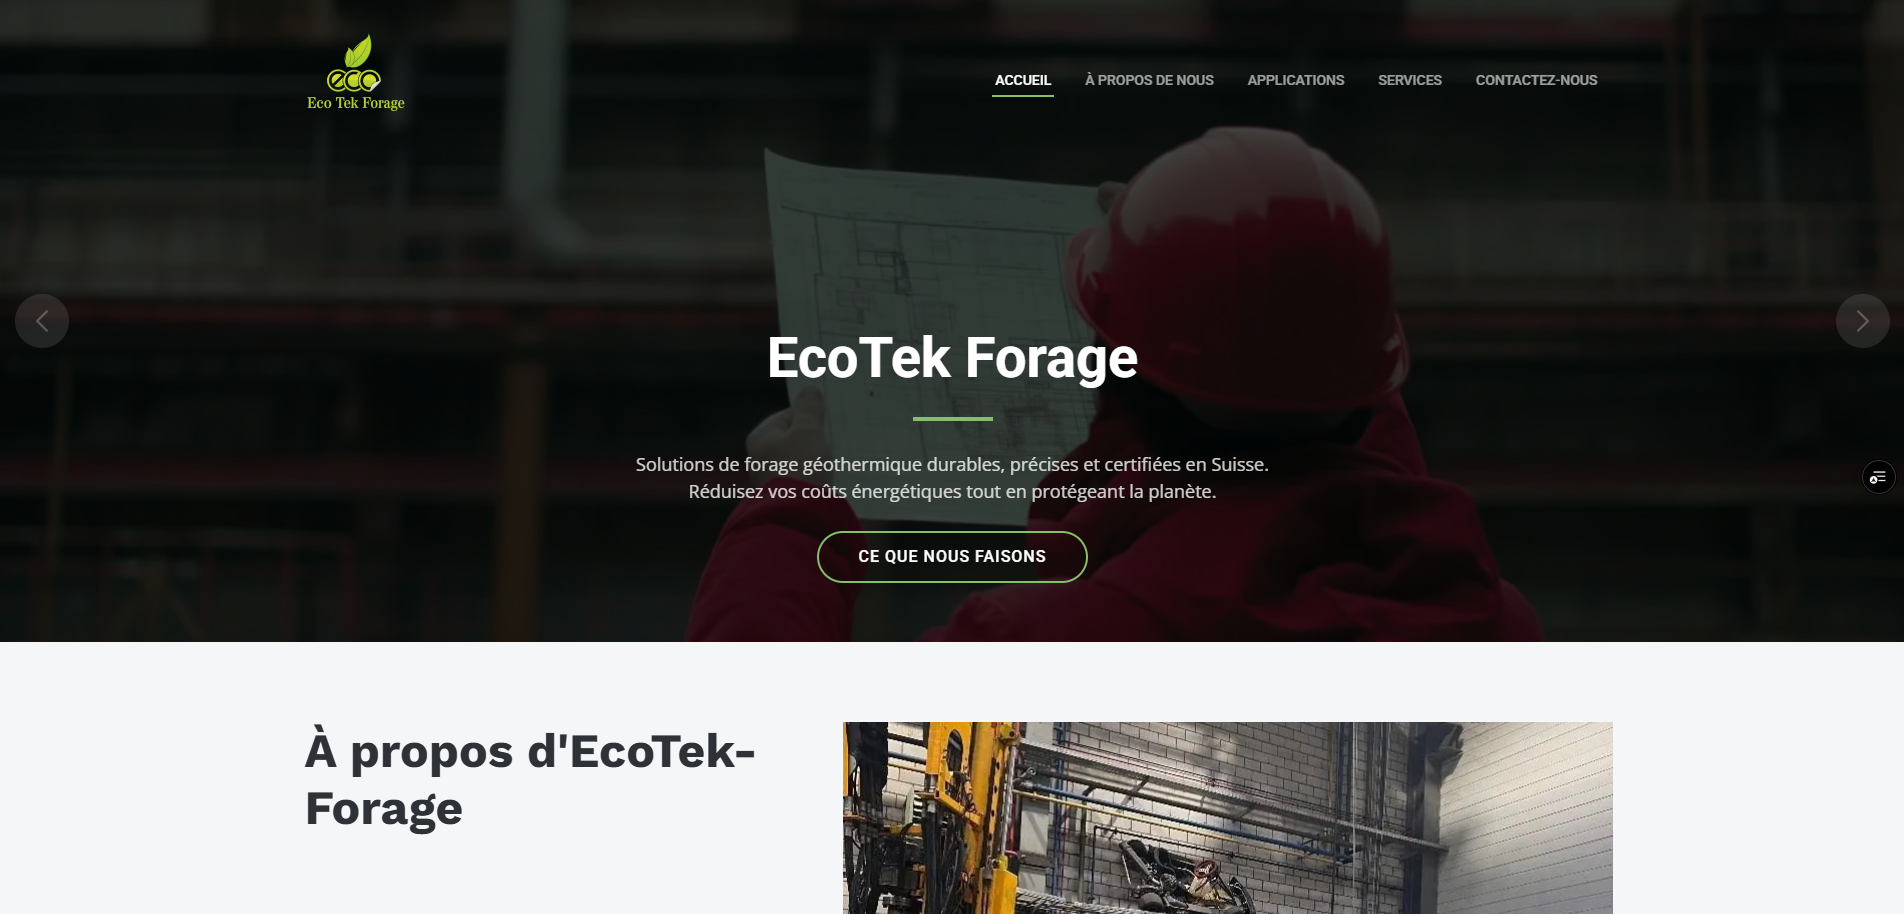 eco
Eco Tek Forage
ACCUEIL
À PROPOS DE NOUS
APPLICATIONS
SERVICES
CONTACTEZ-NOUS
EcoTek Forage
Solutions de forage géothermique durables, précises et certifiées en Suisse.
Réduisez vos coûts énergétiques tout en protégeant la planète.
CE QUE NOUS FAISONS
À propos d'EcoTek-
Forage